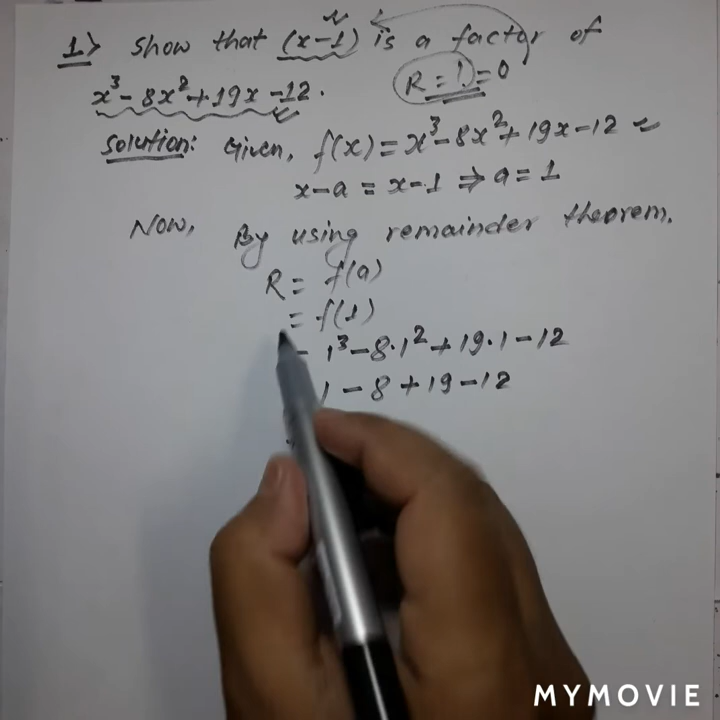 1> Show that (x-1) is a factor of
x³-8x²+19x-12. R = ! = 0
Solution: Given, f(x)=x³-8x²+19x-12
x-a = x-1 ⇒ a = 1
Now, By using remainder theorem.
R = f(a)
= f(1)
= 1³-8·1²+19·1-12
1-8+19-12
MYMOVIE